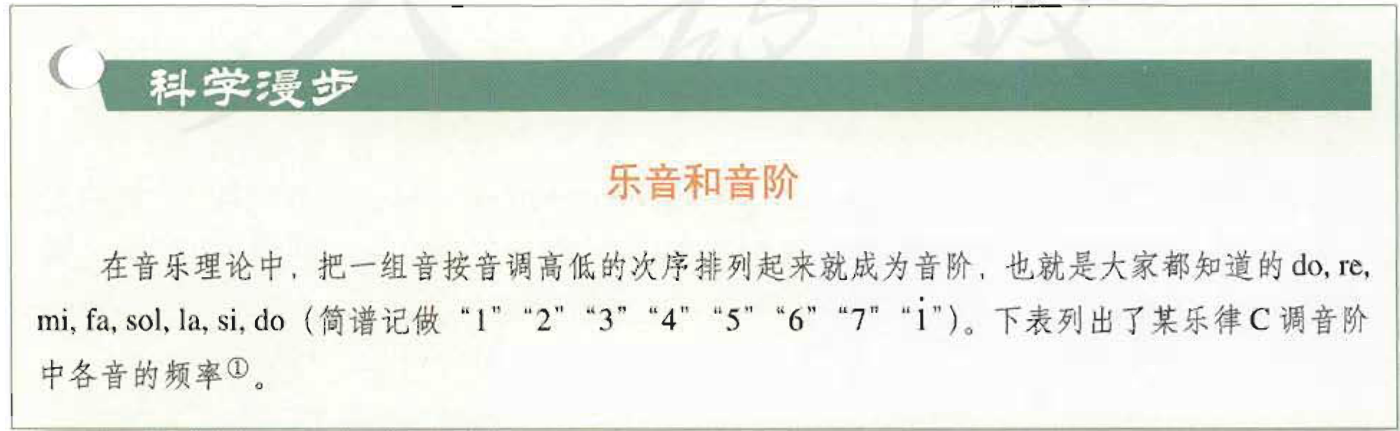 科学漫步
乐音和音阶
在音乐理论中，把一组音按音调高低的次序排列起来就成为音阶，也就是大家都知道的 do, re,
mi, fa, sol, la, si, do（简谱记做“1”“2”“3”“4”“5”“6”“7”“i”）。下表列出了某乐律 C 调音阶
中各音的频率①。